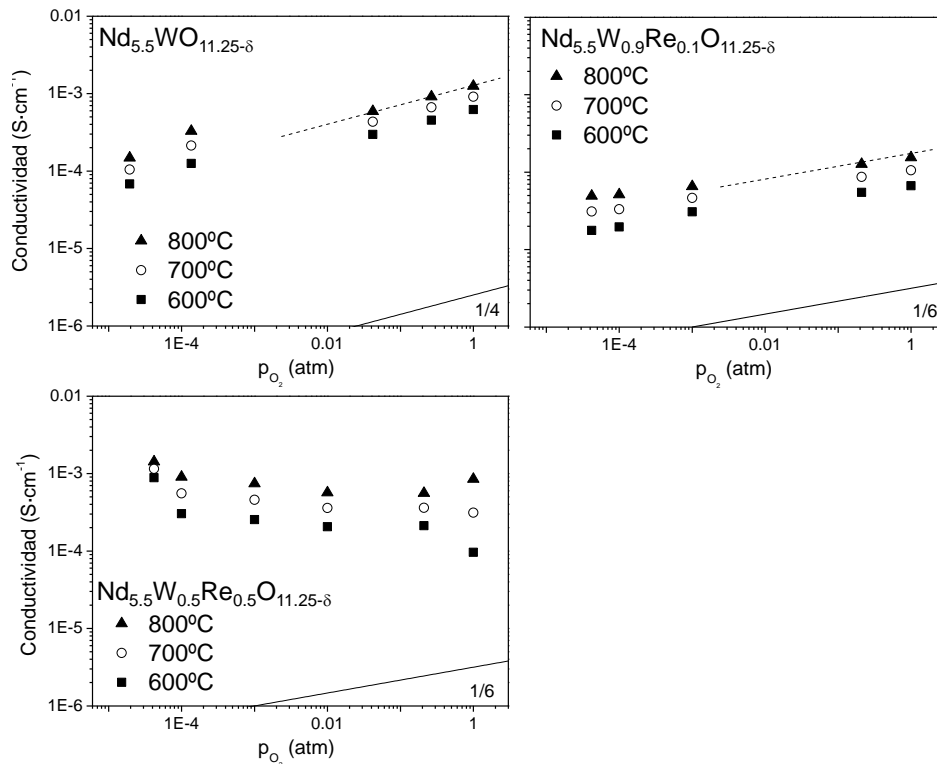 Nd5.5WO11.25-δ
Conductividad (S·cm-1)
1E-3
1E-4
1E-5
1E-6
0.01
800ºC
700ºC
600ºC
1/4
1E-4
0.01
1
pO2 (atm)
Nd5.5W0.9Re0.1O11.25-δ
800ºC
700ºC
600ºC
1/6
1E-4
0.01
1
pO2 (atm)
0.01
Conductividad (S·cm-1)
1E-3
1E-4
1E-5
1E-6
Nd5.5W0.5Re0.5O11.25-δ
800ºC
700ºC
600ºC
1/6
1E-4
0.01
1
pO2 (atm)